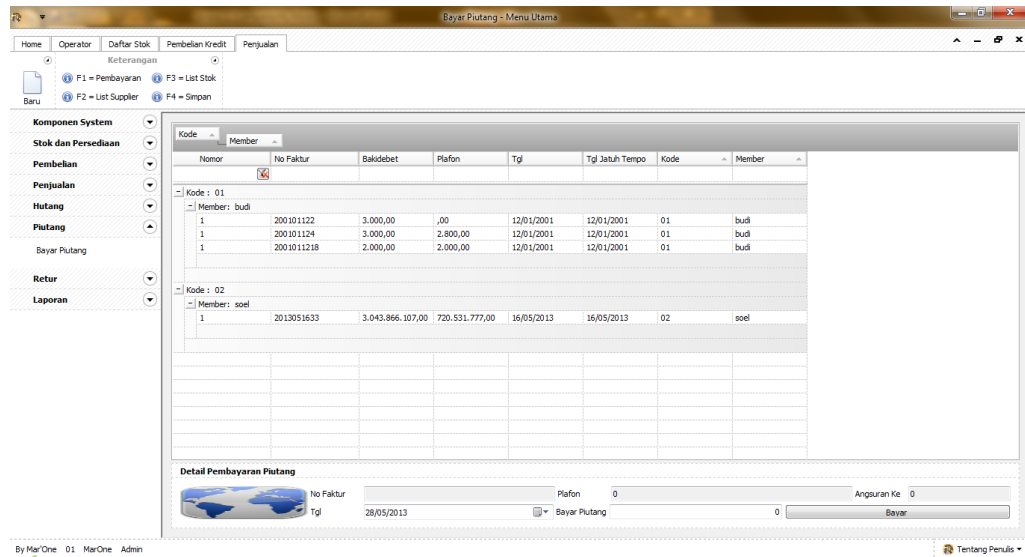 Bayar Piutang - Menu Utama
Home Operator Daftar Stok Pembelian Kredit Penjualan
Keterangan
F1 = Pembayaran F3 = List Stok
F2 = List Supplier F4 = Simpan
Baru
Komponen System
Stok dan Persediaan
Pembelian
Penjualan
Hutang
Piutang
Bayar Piutang
Retur
Laporan
Kode Member
Nomor No Faktur Bakidebet Plafon Tgl Tgl Jatuh Tempo Kode Member
Kode : 01
Member: budi
1 200101122 3.000,00 ,00 12/01/2001 12/01/2001 01 budi
1 200101124 3.000,00 2.800,00 12/01/2001 12/01/2001 01 budi
1 2001011218 2.000,00 2.000,00 12/01/2001 12/01/2001 01 budi
Kode : 02
Member: soel
1 2013051633 3.043.866.107,00 720.531.777,00 16/05/2013 16/05/2013 02 soel
Detail Pembayaran Piutang
No Faktur Plafon 0 Angsuran Ke 0
Tgl 28/05/2013 Bayar Piutang 0 Bayar
By Mar'One 01 MarOne Admin Tentang Penulis